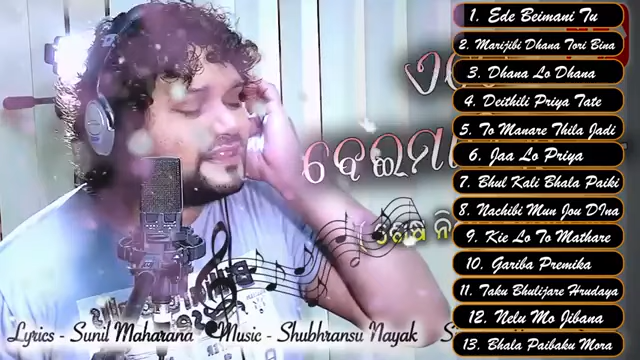 1. Ede Beimani Tu
2. Marijibi Dhana Tori Bina
3. Dhana Lo Dhana
4. Deithili Priya Tate
5. To Manare Thila Jadi
6. Jaa Lo Priya
7. Bhul Kali Bhala Paiki
8. Nachibi Mun Jou DIna
9. Kie Lo To Mathare
10. Gariba Premika
11. Taku Bhulijare Hrudaya
12. Nelu Mo Jibana
13. Bhala Paibaku Mora
Lyrics - Sunil Maharana Music - Shubhransu Nayak